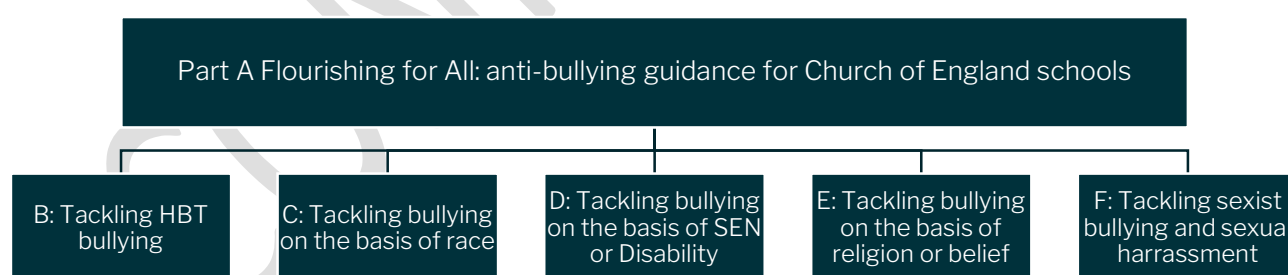 Part A Flourishing for All: anti-bullying guidance for Church of England schools
B: Tackling HBT
bullying
C: Tackling bullying
on the basis of race
D: Tackling bullying
on the basis of SEN
or Disability
E: Tackling bullying
on the basis of
religion or belief
F: Tackling sexist
bullying and sexua
harrassment